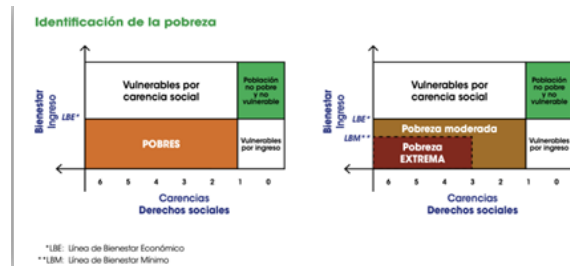 Identificación de la pobreza
Bienestar
Ingreso
LBE*
Vulnerables por
carencia social
Población
no pobre
y no
vulnerable
POBRES
Vulnerables
por ingreso
6 5 4 3 2 1 0
Carencias
Derechos sociales
Bienestar
Ingreso
LBE*
LBM**
Vulnerables por
carencia social
Población
no pobre
y no
vulnerable
Pobreza moderada
Pobreza
EXTREMA
Vulnerables
por ingreso
6 5 4 3 2 1 0
Carencias
Derechos sociales
*LBE: Línea de Bienestar Económico
**LBM: Línea de Bienestar Mínimo